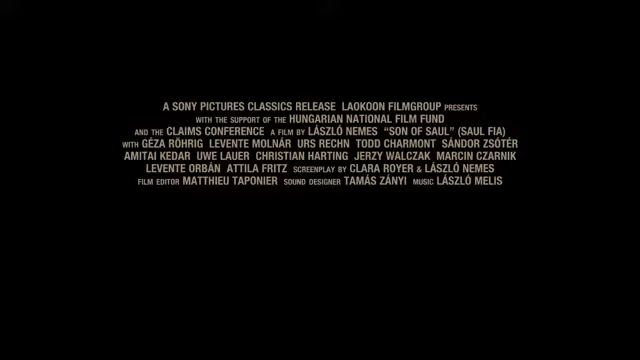 A SONY PICTURES CLASSICS RELEASE LAOKOON FILMGROUP PRESENTS
WITH THE SUPPORT OF THE HUNGARIAN NATIONAL FILM FUND
AND THE CLAIMS CONFERENCE A FILM BY LÁSZLÓ NEMES “SON OF SAUL” (SAUL FIA)
WITH GÉZA RÖHRIG LEVENTE MOLNÁR URS RECHN TODD CHARMONT SÁNDOR ZSÓTÉR
AMITAI KEDAR UWE LAUER CHRISTIAN HARTING JERZY WALCZAK MARCIN CZARNIK
LEVENTE ORBÁN ATTILA FRITZ SCREENPLAY BY CLARA ROYER & LÁSZLÓ NEMES
FILM EDITOR MATTHIEU TAPONIER SOUND DESIGNER TAMÁS ZÁNYI MUSIC LÁSZLÓ MELIS